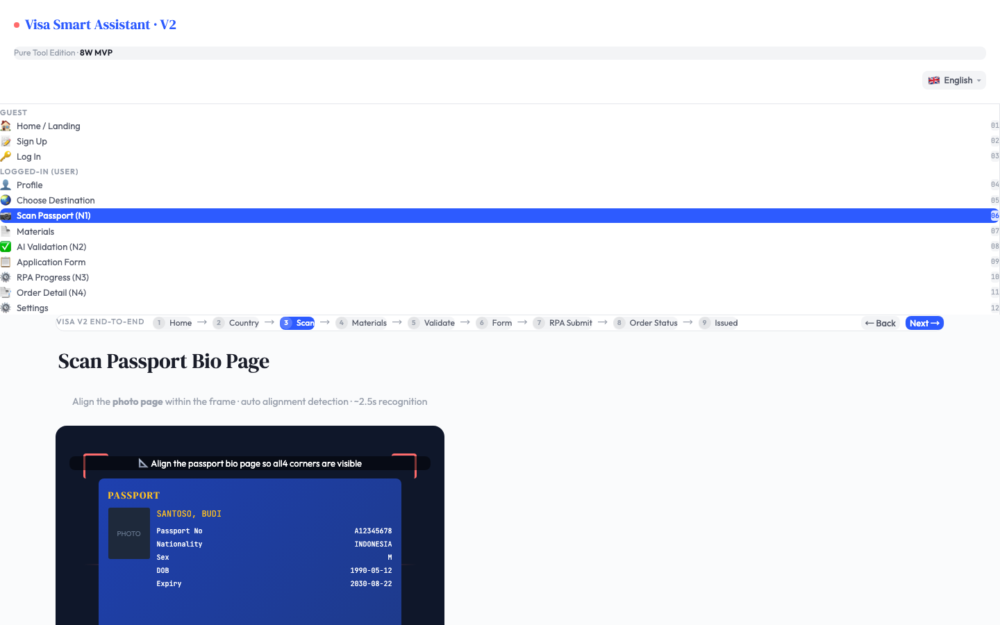 Visa Smart Assistant · V2
Pure Tool Edition · 8W MVP
English
GUEST
Home / Landing 01
Sign Up 02
Log In 03
LOGGED-IN (USER)
Profile 04
Choose Destination 05
Scan Passport (N1) 06
Materials 07
AI Validation (N2) 08
Application Form 09
RPA Progress (N3) 10
Order Detail (N4) 11
Settings 12
VISA V2 END-TO-END 1 Home → 2 Country → 3 Scan → 4 Materials → 5 Validate → 6 Form → 7 RPA Submit → 8 Order Status → 9 Issued ← Back Next →
Scan Passport Bio Page
Align the photo page within the frame · auto alignment detection · ~2.5s recognition
Align the passport bio page so all4 corners are visible
PASSPORT
PHOTO
SANTOSO, BUDI
Passport No A12345678
Nationality INDONESIA
Sex M
DOB 1990-05-12
Expiry 2030-08-22